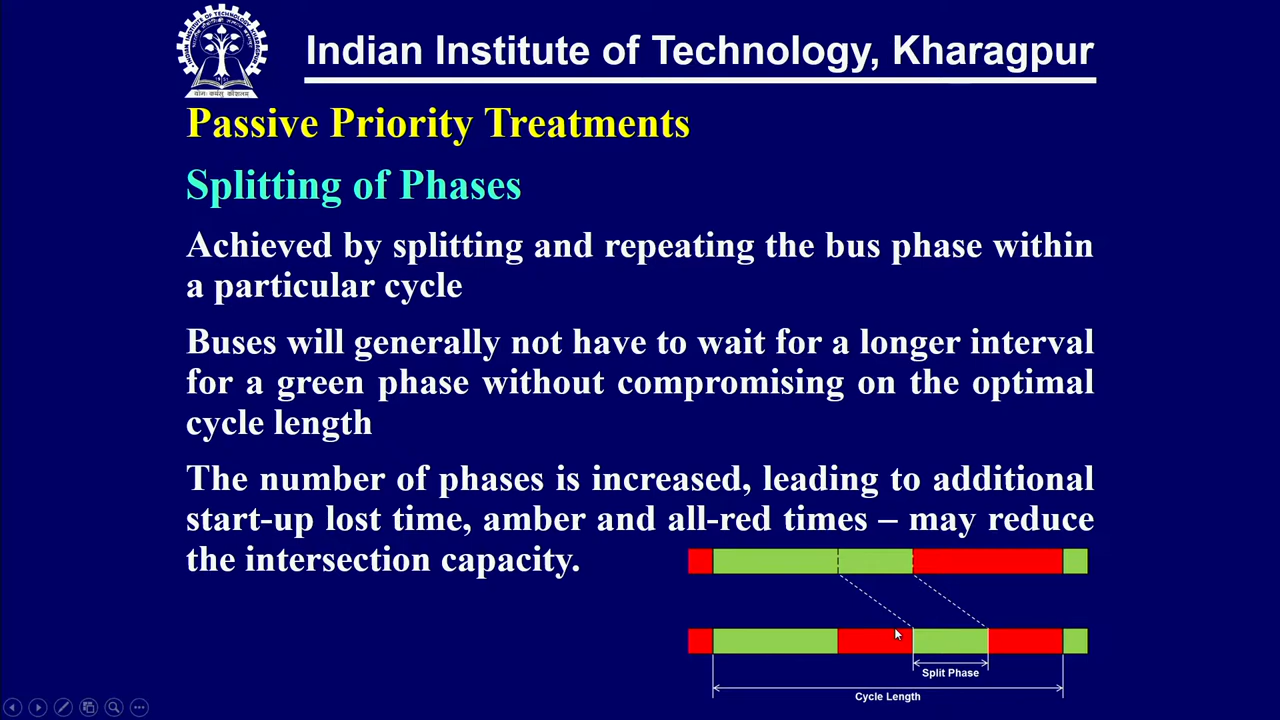 Indian Institute of Technology, Kharagpur
Passive Priority Treatments
Splitting of Phases
Achieved by splitting and repeating the bus phase within
a particular cycle
Buses will generally not have to wait for a longer interval
for a green phase without compromising on the optimal
cycle length
The number of phases is increased, leading to additional
start-up lost time, amber and all-red times – may reduce
the intersection capacity.
Split Phase
Cycle Length